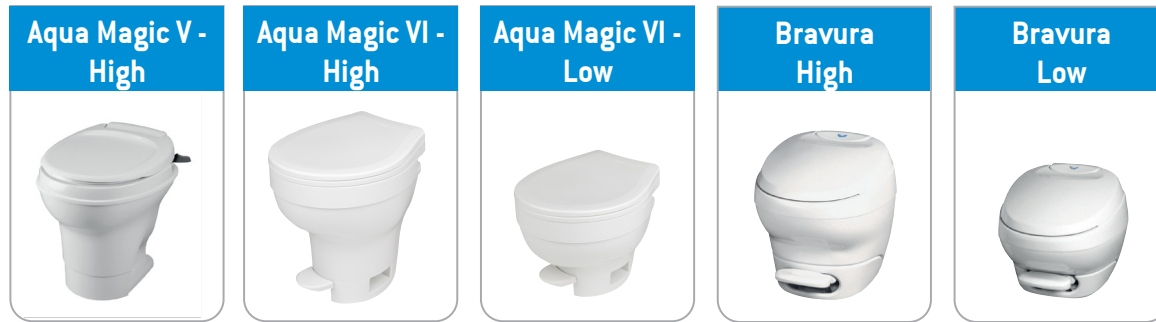 Aqua Magic V -
High
Aqua Magic VI -
High
Aqua Magic VI -
Low
Bravura
High
Bravura
Low